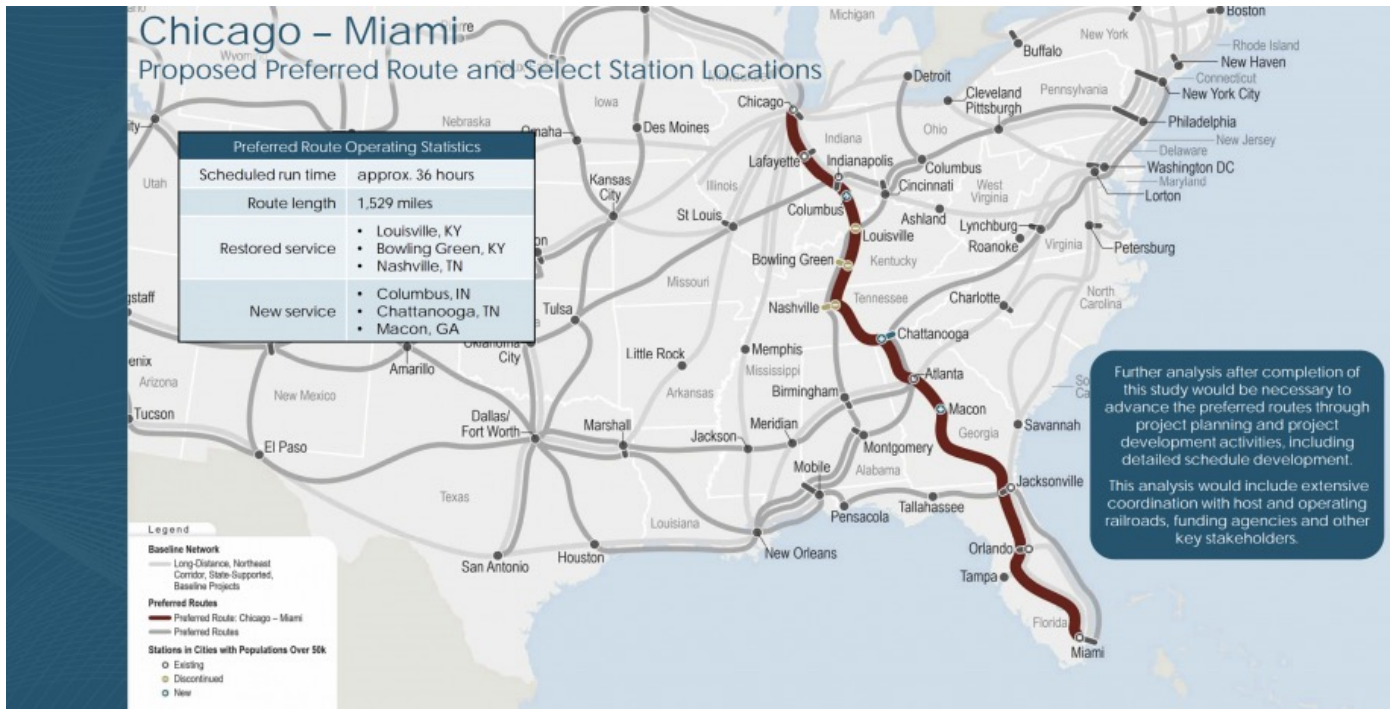 Chicago – Miami
Proposed Preferred Route and Select Station Locations
Preferred Route Operating Statistics
Scheduled run time approx. 36 hours
Route length 1,529 miles
Restored service
• Louisville, KY
• Bowling Green, KY
• Nashville, TN
New service
• Columbus, IN
• Chattanooga, TN
• Macon, GA
Further analysis after completion of
this study would be necessary to
advance the preferred routes through
project planning and project
development activities, including
detailed schedule development.
This analysis would include extensive
coordination with host and operating
railroads, funding agencies and other
key stakeholders.
Michigan
Boston
New York
Buffalo
Rhode Island
New Haven
Connecticut
New York City
Detroit
Cleveland
Pittsburgh
Pennsylvania
Philadelphia
New Jersey
Delaware
Washington DC
Maryland
Lorton
Chicago
Iowa
Nebraska
Omaha
Des Moines
Indiana
Ohio
Lafayette
Indianapolis
Columbus
Cincinnati
West
Virginia
Utah
Kansas
City
Illinois
St Louis
Columbus
Ashland
Lynchburg
Roanoke
Virginia
Petersburg
Louisville
Bowling Green
Kentucky
Missouri
Nashville
Tennessee
Charlotte
North
Carolina
Tulsa
Chattanooga
Oklahoma
City
Little Rock
Memphis
Mississippi
Atlanta
Amarillo
Arizona
New Mexico
Arkansas
Birmingham
Macon
Tucson
Dallas/
Fort Worth
Marshall
Jackson
Meridian
Montgomery
Georgia
Savannah
El Paso
Mobile
Alabama
Jacksonville
Texas
Louisiana
Pensacola
Tallahassee
New Orleans
Orlando
San Antonio
Houston
Tampa
Florida
Miami
Legend
Baseline Network
Long-Distance, Northeast
Corridor, State-Supported,
Baseline Projects
Preferred Routes
Preferred Route: Chicago – Miami
Preferred Routes
Stations in Cities with Populations Over 50k
Existing
Discontinued
New